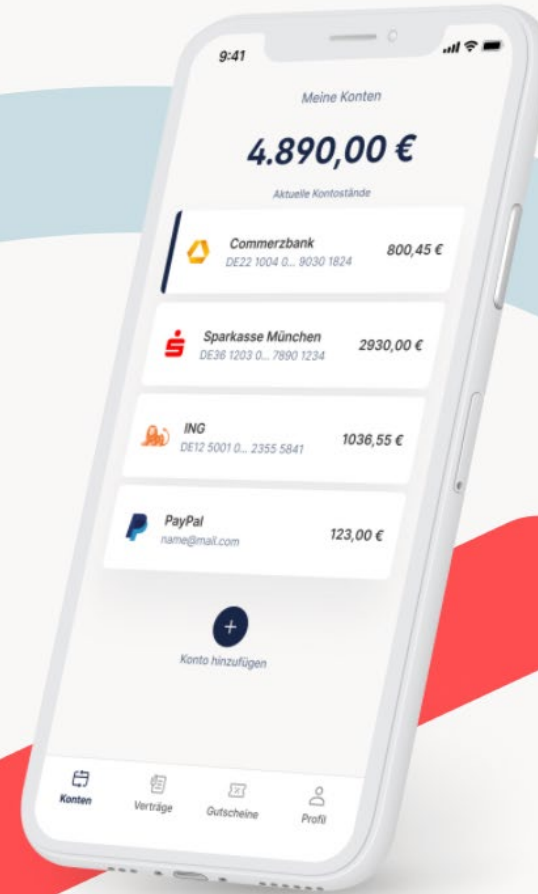 9:41
Meine Konten
4.890,00 €
Aktuelle Kontostände
Commerzbank
800,45 €
DE22 1004 0... 9030 1824
Sparkasse München
2930,00 €
DE36 1203 0... 7890 1234
ING
1036,55 €
DE12 5001 0... 2355 5841
PayPal
123,00 €
name@mail.com
Konto hinzufügen
Konten Verträge Gutscheine Profil